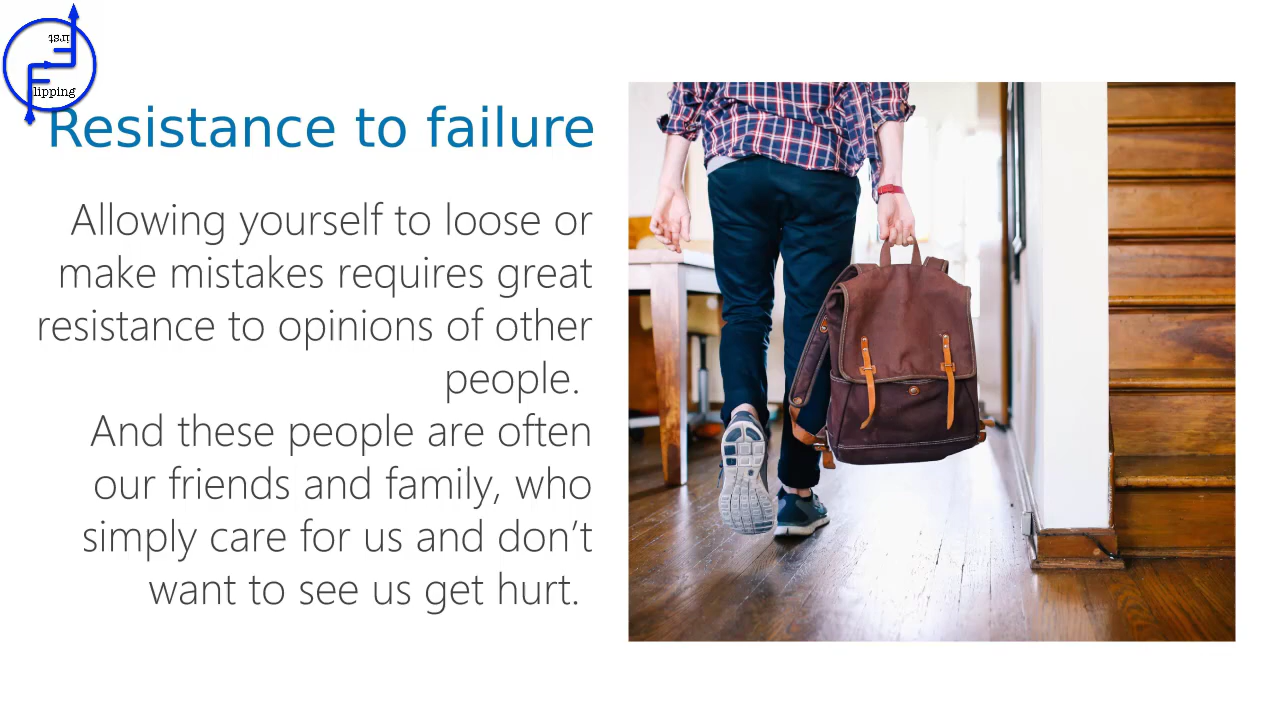 irst
lipping
Resistance to failure
Allowing yourself to loose or
make mistakes requires great
resistance to opinions of other
people.
And these people are often
our friends and family, who
simply care for us and don’t
want to see us get hurt.